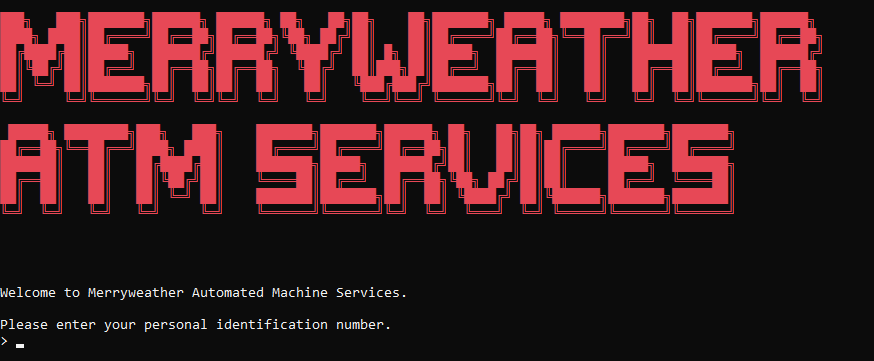 MERRYWEATHER
ATM SERVICES
Welcome to Merryweather Automated Machine Services.
Please enter your personal identification number.
> _